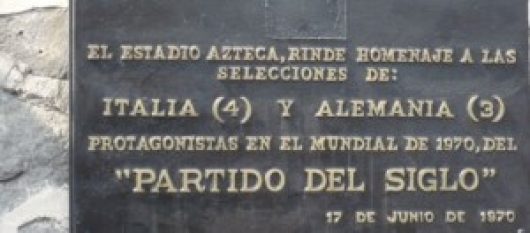 EL ESTADIO AZTECA, RINDE HOMENAJE A LAS
SELECCIONES DE:
ITALIA (4) Y ALEMANIA (3)
PROTAGONISTAS EN EL MUNDIAL DE 1970, DEL
"PARTIDO DEL SIGLO"
17 DE JUNIO DE 1970